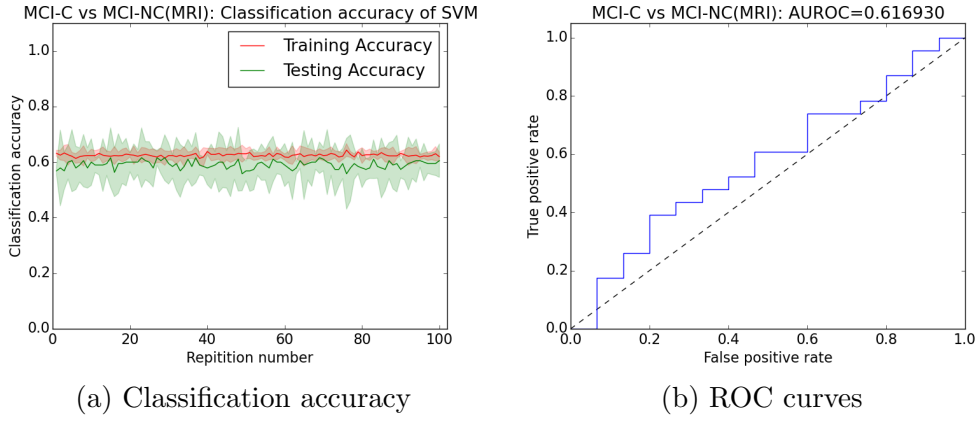 MCI-C vs MCI-NC(MRI): Classification accuracy of SVM
Training Accuracy
Testing Accuracy
Classification accuracy
1.0
0.8
0.6
0.4
0.2
0.0
0 20 40 60 80 100
Repitition number
(a) Classification accuracy
MCI-C vs MCI-NC(MRI): AUROC=0.616930
True positive rate
1.0
0.8
0.6
0.4
0.2
0.0
0.0 0.2 0.4 0.6 0.8 1.0
False positive rate
(b) ROC curves